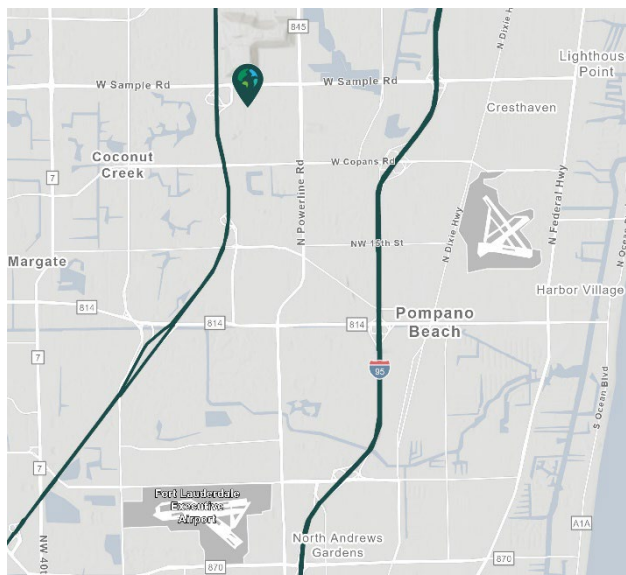 845
N Dixie Hwy
Lighthouse
Point
W Sample Rd
W Sample Rd
Cresthaven
Coconut
Creek
W Copans Rd
7
N Powerline Rd
N Federal Hwy
N Dixie Hwy
NW 15th St
Margate
Harbor Village
814
814
814
Pompano
Beach
7
95
S Ocean Blvd
7
Fort Lauderdale
Executive
Airport
A1A
North Andrews
Gardens
870
870